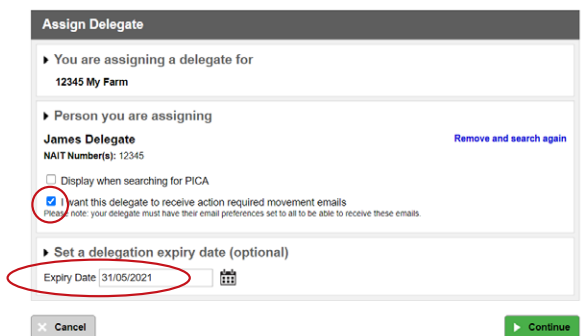 Assign Delegate
You are assigning a delegate for
12345 My Farm
Person you are assigning
James Delegate
Remove and search again
NAIT Number(s): 12345
Display when searching for PICA
I want this delegate to receive action required movement emails
Please note: your delegate must have their email preferences set to all to be able to receive these emails.
Set a delegation expiry date (optional)
Expiry Date 31/05/2021
Cancel
Continue